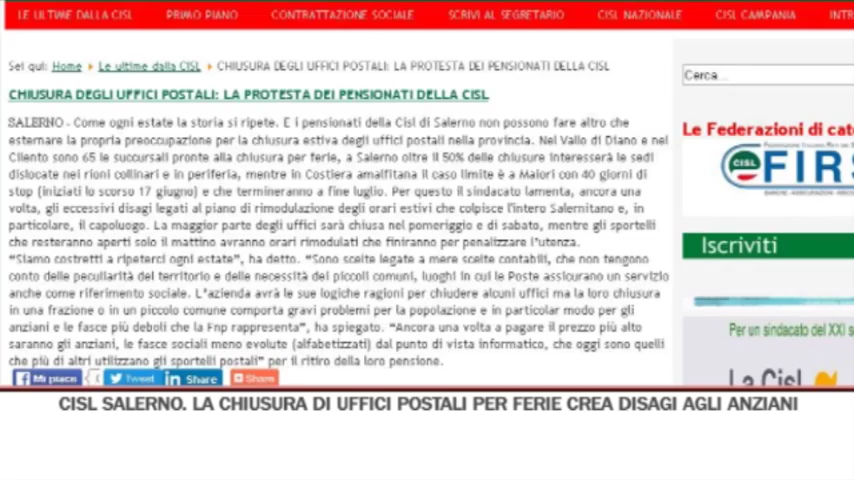 LE ULTIME DALLA CISL PRIMO PIANO CONTRATTAZIONE SOCIALE SCRIVI AL SEGRETARIO CISL NAZIONALE CISL CAMPANIA INTR
Sei qui: Home Le ultime dalla CISL CHIUSURA DEGLI UFFICI POSTALI: LA PROTESTA DEI PENSIONATI DELLA CISL
CHIUSURA DEGLI UFFICI POSTALI: LA PROTESTA DEI PENSIONATI DELLA CISL
SALERNO - Come ogni estate la storia si ripete. E i pensionati della Cisl di Salerno non possono fare altro che
esternare la propria preoccupazione per la chiusura estiva degli uffici postali nella provincia. Nel Vallo di Diano e nel
Cilento sono 65 le succursali pronte alla chiusura per ferie, a Salerno oltre il 50% delle chiusure interesserà le sedi
dislocate nei rioni collinari e in periferia, mentre in Costiera amalfitana il caso limite è a Maiori con 40 giorni di
stop (iniziati lo scorso 17 giugno) e che termineranno a fine luglio. Per questo il sindacato lamenta, ancora una
volta, gli eccessivi disagi legati al piano di rimodulazione degli orari estivi che colpisce l'intero Salernitano e, in
particolare, il capoluogo. La maggior parte degli uffici sarà chiusa nel pomeriggio e di sabato, mentre gli sportelli
che resteranno aperti solo il mattino avranno orari rimodulati che finiranno per penalizzare l'utenza.
"Siamo costretti a ripeterci ogni estate", ha detto. "Sono scelte legate a mere scelte contabili, che non tengono
conto delle peculiarità del territorio e delle necessità dei piccoli comuni, luoghi in cui le Poste assicurano un servizio
anche come riferimento sociale. L'azienda avrà le sue logiche ragioni per chiudere alcuni uffici ma la loro chiusura
in una frazione o in un piccolo comune comporta gravi problemi per la popolazione e in particolar modo per gli
anziani e le fasce più deboli che la Fnp rappresenta", ha spiegato. "Ancora una volta a pagare il prezzo più alto
saranno gli anziani, le fasce sociali meno evolute (alfabetizzati) dal punto di vista informatico, che oggi sono quelli
che più di altri utilizzano gli sportelli postali" per il ritiro della loro pensione.
Mi piace Tweet Share Share
Cerca...
Le Federazioni di cate
CISL FIRS
Iscriviti
Per un sindacato del XXI s
La Cisl
CISL SALERNO. LA CHIUSURA DI UFFICI POSTALI PER FERIE CREA DISAGI AGLI ANZIANI